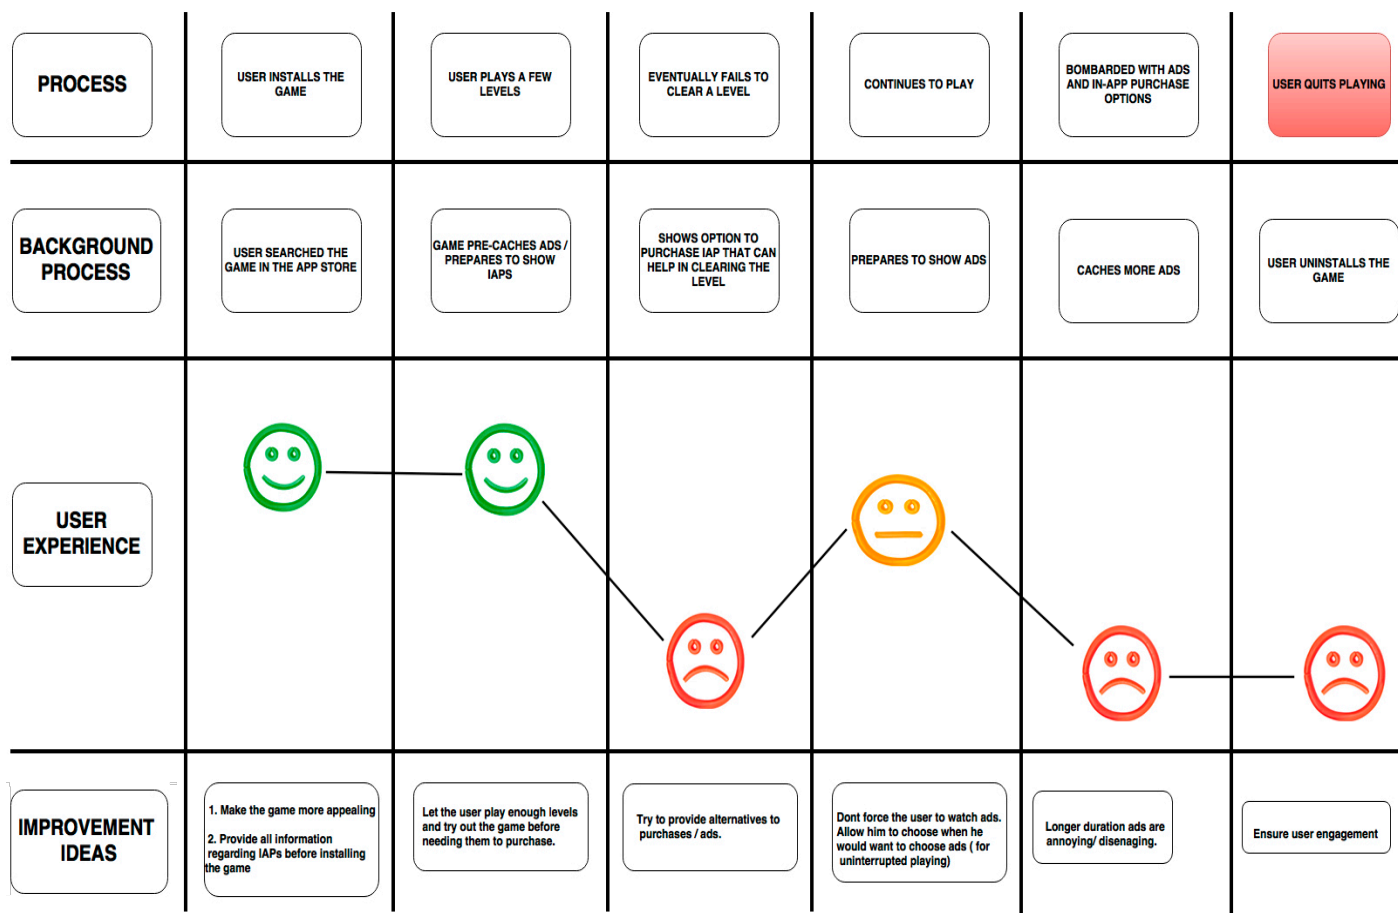 PROCESS
USER INSTALLS THE
GAME
USER PLAYS A FEW
LEVELS
EVENTUALLY FAILS TO
CLEAR A LEVEL
CONTINUES TO PLAY
BOMBARDED WITH ADS
AND IN-APP PURCHASE
OPTIONS
USER QUITS PLAYING
BACKGROUND
PROCESS
USER SEARCHED THE
GAME IN THE APP STORE
GAME PRE-CACHES ADS /
PREPARES TO SHOW
IAPS
SHOWS OPTION TO
PURCHASE IAP THAT CAN
HELP IN CLEARING THE
LEVEL
PREPARES TO SHOW ADS
CACHES MORE ADS
USER UNINSTALLS THE
GAME
USER
EXPERIENCE
IMPROVEMENT
IDEAS
1. Make the game more appealing
2. Provide all information
regarding IAPs before installing
the game
Let the user play enough levels
and try out the game before
needing them to purchase.
Try to provide alternatives to
purchases / ads.
Dont force the user to watch ads.
Allow him to choose when he
would want to choose ads ( for
uninterrupted playing)
Longer duration ads are
annoying/ disenaging.
Ensure user engagement